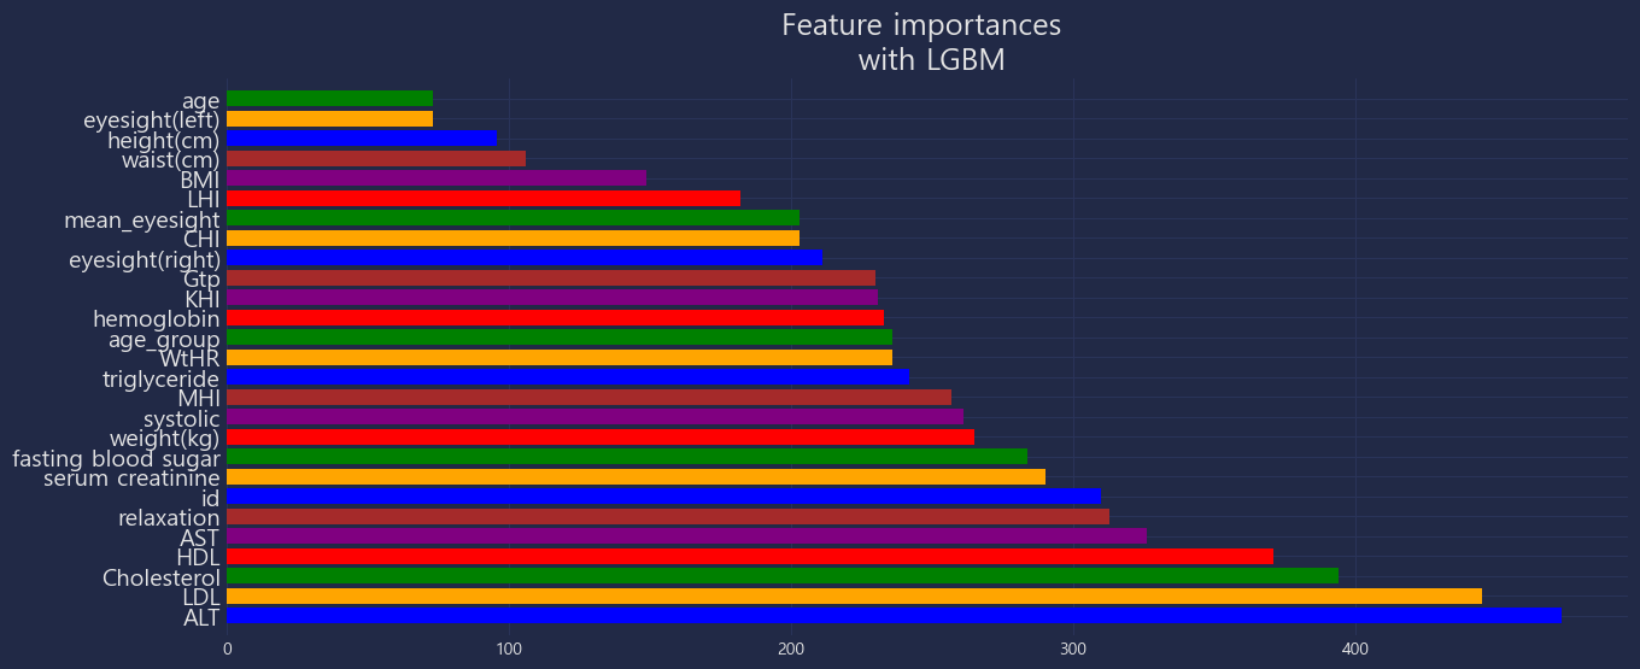 Feature importances
with LGBM
age
eyesight(left)
height(cm)
waist(cm)
BMI
LHI
mean_eyesight
CHI
eyesight(right)
Gtp
KHI
hemoglobin
age_group
WtHR
triglyceride
MHI
systolic
weight(kg)
fasting blood sugar
serum creatinine
id
relaxation
AST
HDL
Cholesterol
LDL
ALT
0 100 200 300 400